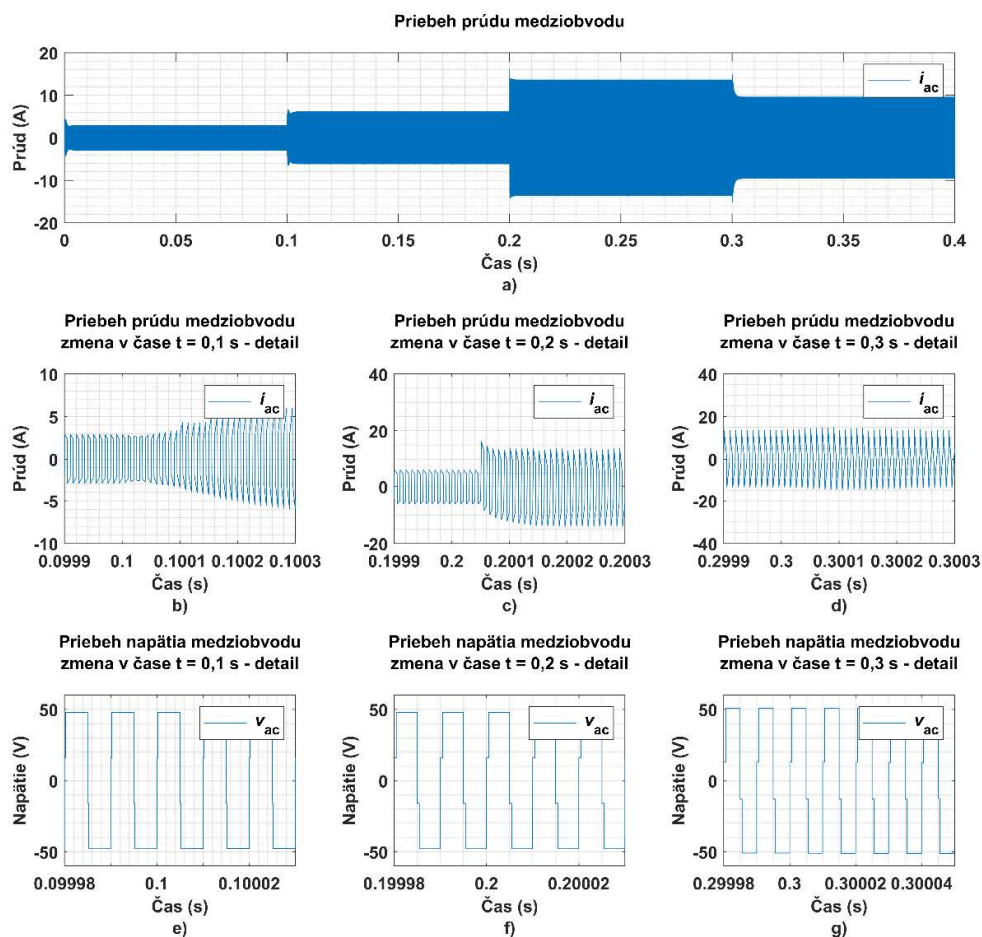 Priebeh prúdu medziobvodu
20
10
0
-10
-20
Prúd (A)
i ac
0 0.05 0.1 0.15 0.2 0.25 0.3 0.35 0.4
Čas (s)
a)
Priebeh prúdu medziobvodu
zmena v čase t = 0,1 s - detail
10
5
0
-5
-10
Prúd (A)
i ac
0.0999 0.1 0.1001 0.1002 0.1003
Čas (s)
b)
Priebeh prúdu medziobvodu
zmena v čase t = 0,2 s - detail
40
20
0
-20
Prúd (A)
i ac
0.1999 0.2 0.2001 0.2002 0.2003
Čas (s)
c)
Priebeh prúdu medziobvodu
zmena v čase t = 0,3 s - detail
40
20
0
-20
-40
Prúd (A)
i ac
0.2999 0.3 0.3001 0.3002 0.3003
Čas (s)
d)
Priebeh napätia medziobvodu
zmena v čase t = 0,1 s - detail
50
0
-50
Napätie (V)
v ac
0.09998 0.1 0.10002
Čas (s)
e)
Priebeh napätia medziobvodu
zmena v čase t = 0,2 s - detail
50
0
-50
Napätie (V)
v ac
0.19998 0.2 0.20002
Čas (s)
f)
Priebeh napätia medziobvodu
zmena v čase t = 0,3 s - detail
50
0
-50
Napätie (V)
v ac
0.29998 0.3 0.30002 0.30004
Čas (s)
g)